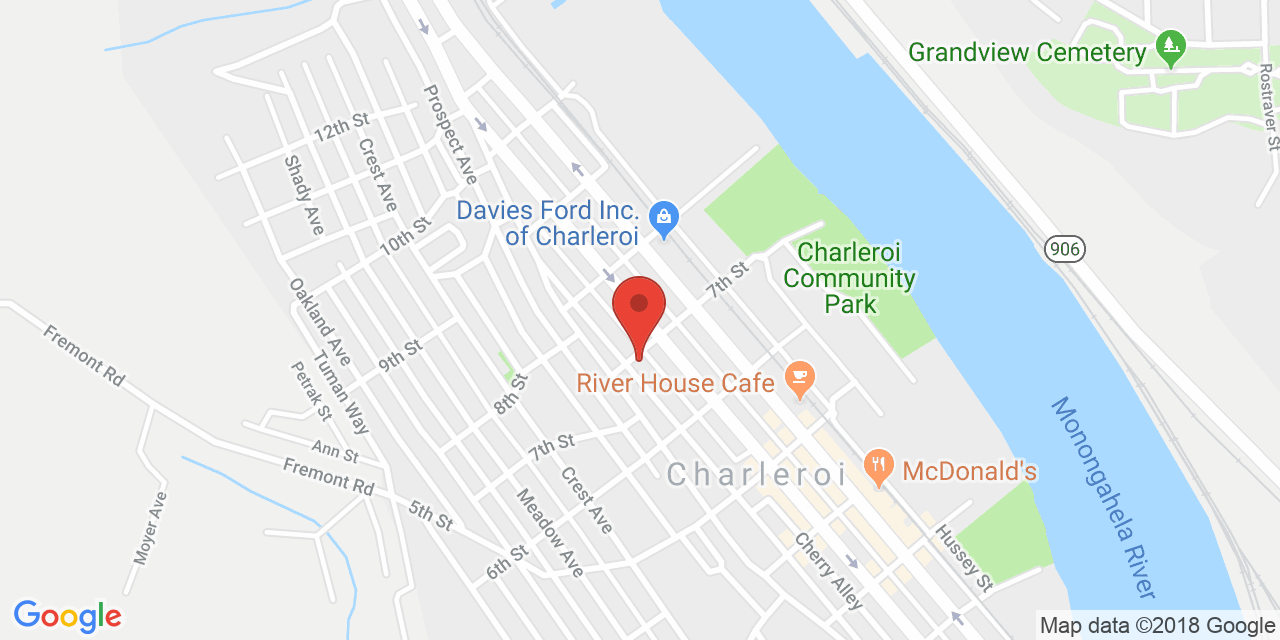 Grandview Cemetery
Rostraver St
Prospect Ave
12th St
Crest Ave
Shady Ave
Davies Ford Inc.
of Charleroi
10th St
906
Charleroi
Community
Park
7th St
Oakland Ave
Fremont Rd
Tuman Way
9th St
Petrak St
8th St
River House Cafe
Monongahela River
Ann St
7th St
Charleroi
McDonald's
Fremont Rd
Crest Ave
Moyer Ave
5th St
Meadow Ave
Hussey St
6th St
Cherry Alley
Google
Map data ©2018 Google